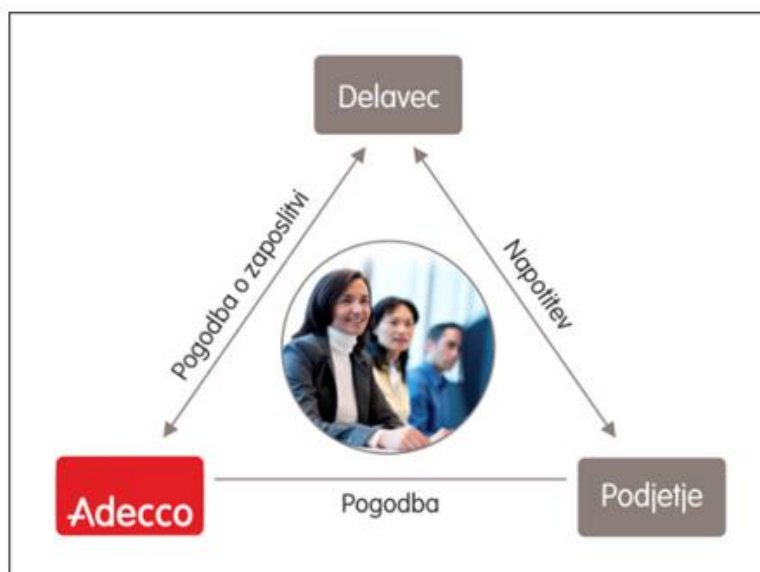 Delavec
Pogodba o zaposlitvi
Napotitev
Adecco
Pogodba
Podjetje